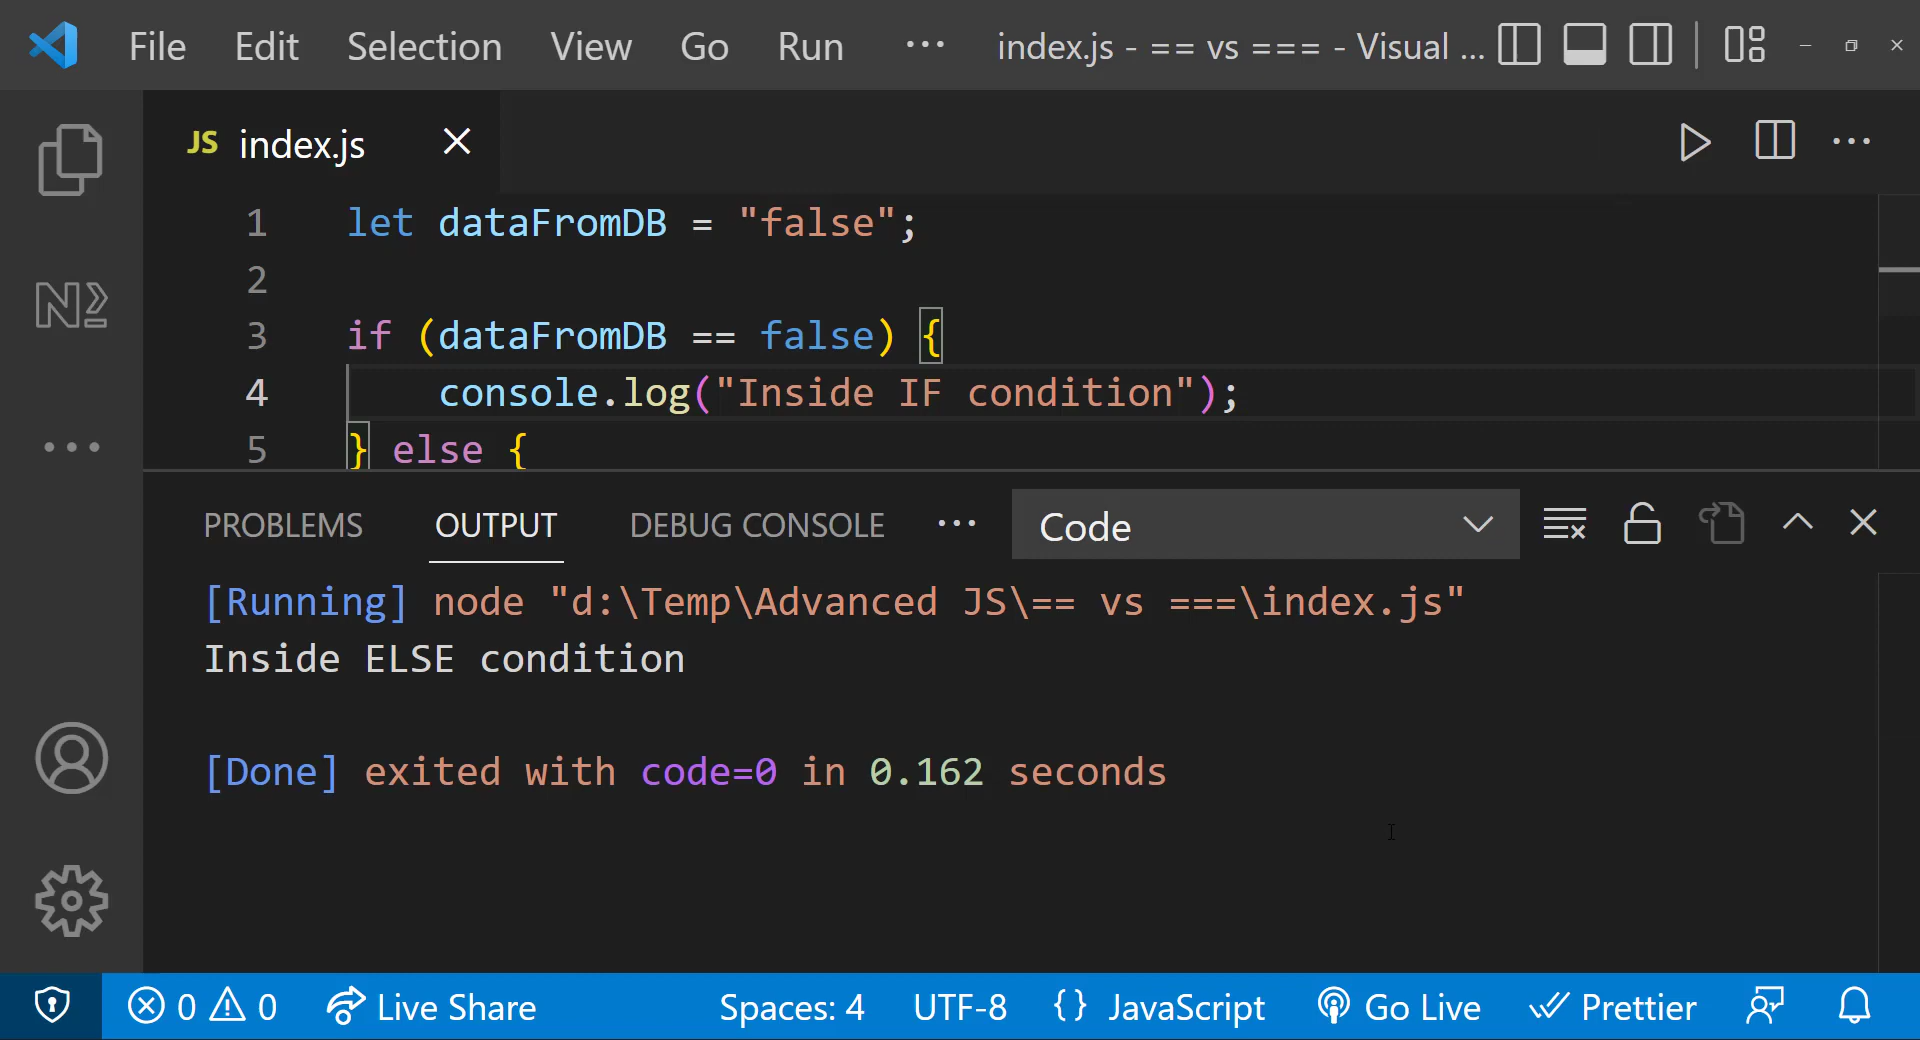 File Edit Selection View Go Run ··· index.js - == vs === - Visual ...
JS index.js
1 let dataFromDB = "false";
2
3 if (dataFromDB == false) {
4 console.log("Inside IF condition");
5 } else {
PROBLEMS OUTPUT DEBUG CONSOLE ··· Code
[Running] node "d:\Temp\Advanced JS\== vs ===\index.js"
Inside ELSE condition
[Done] exited with code=0 in 0.162 seconds
0 0 Live Share Spaces: 4 UTF-8 {} JavaScript Go Live Prettier